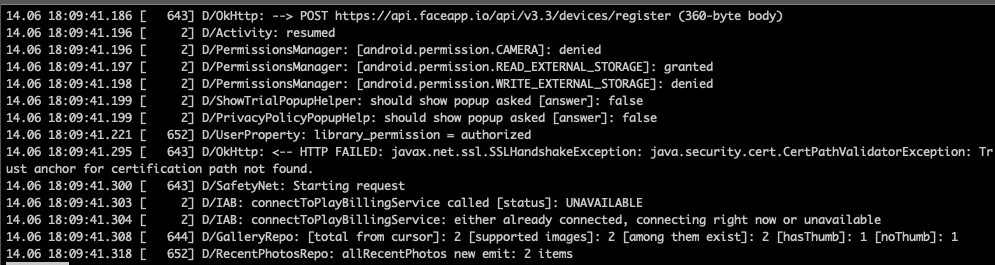 14.06 18:09:41.186 [   643] D/OkHttp: --> POST https://api.faceapp.io/api/v3.3/devices/register (360-byte body)
14.06 18:09:41.196 [     2] D/Activity: resumed
14.06 18:09:41.196 [     2] D/PermissionsManager: [android.permission.CAMERA]: denied
14.06 18:09:41.197 [     2] D/PermissionsManager: [android.permission.READ_EXTERNAL_STORAGE]: granted
14.06 18:09:41.198 [     2] D/PermissionsManager: [android.permission.WRITE_EXTERNAL_STORAGE]: denied
14.06 18:09:41.199 [     2] D/ShowTrialPopupHelper: should show popup asked [answer]: false
14.06 18:09:41.199 [     2] D/PrivacyPolicyPopupHelp: should show popup asked [answer]: false
14.06 18:09:41.221 [   652] D/UserProperty: library_permission = authorized
14.06 18:09:41.295 [   643] D/OkHttp: <-- HTTP FAILED: javax.net.ssl.SSLHandshakeException: java.security.cert.CertPathValidatorException: Tr
ust anchor for certification path not found.
14.06 18:09:41.300 [   643] D/SafetyNet: Starting request
14.06 18:09:41.303 [     2] D/IAB: connectToPlayBillingService called [status]: UNAVAILABLE
14.06 18:09:41.304 [     2] D/IAB: connectToPlayBillingService: either already connected, connecting right now or unavailable
14.06 18:09:41.308 [   644] D/GalleryRepo: [total from cursor]: 2 [supported images]: 2 [among them exist]: 2 [hasThumb]: 1 [noThumb]: 1
14.06 18:09:41.318 [   652] D/RecentPhotosRepo: allRecentPhotos new emit: 2 items